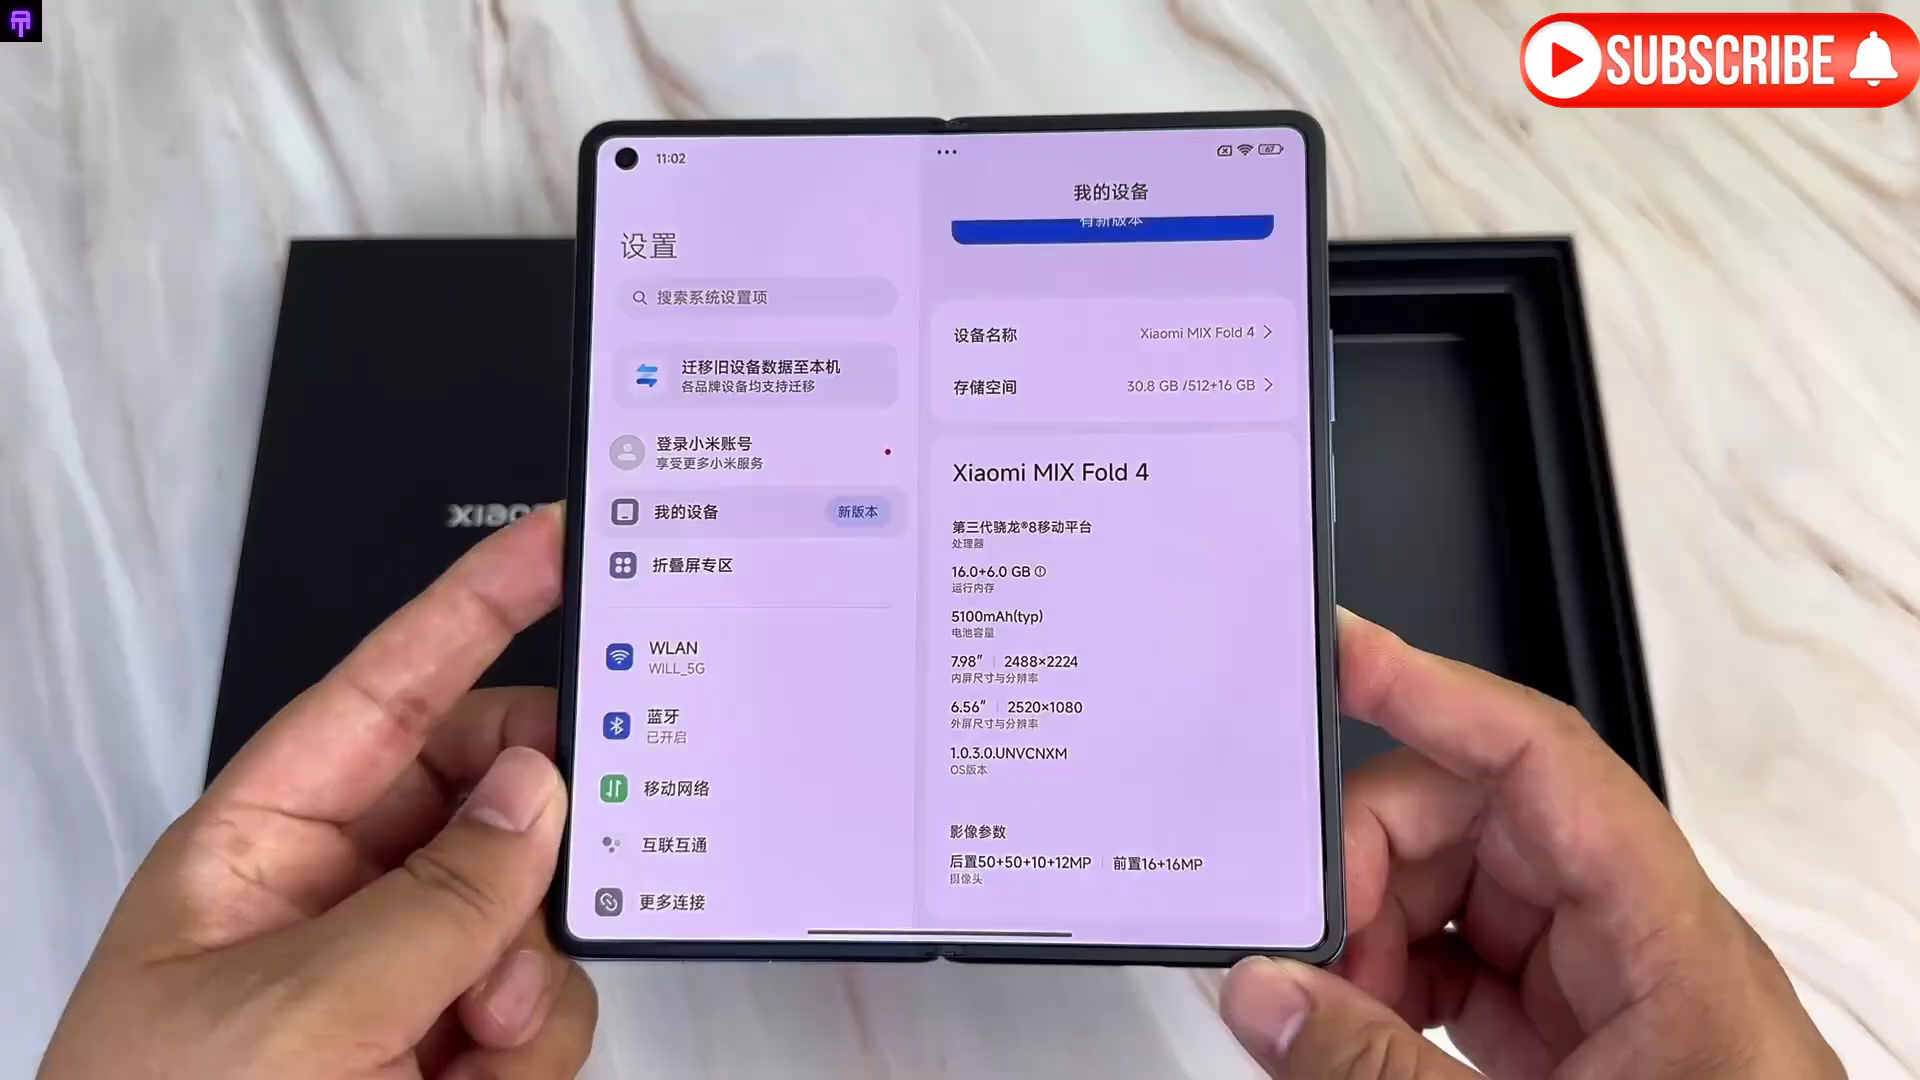 SUBSCRIBE
11:02
67
设置
搜索系统设置项
迁移旧设备数据至本机
各品牌设备均支持迁移
登录小米账号
享受更多小米服务
我的设备
新版本
折叠屏专区
WLAN
WILL_5G
蓝牙
已开启
移动网络
互联互通
更多连接
我的设备
有新版本
设备名称
Xiaomi MIX Fold 4
存储空间
30.8 GB /512+16 GB
Xiaomi MIX Fold 4
第三代骁龙®8移动平台
处理器
16.0+6.0 GB
运行内存
5100mAh(typ)
电池容量
7.98″ | 2488×2224
内屏尺寸与分辨率
6.56″ | 2520×1080
外屏尺寸与分辨率
1.0.3.0.UNVCNXM
OS版本
影像参数
后置50+50+10+12MP | 前置16+16MP
摄像头